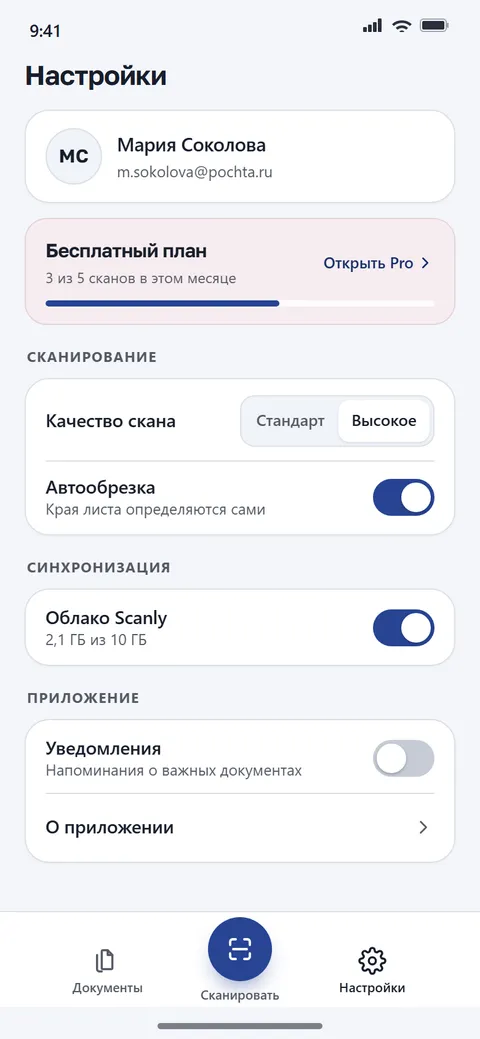 9:41
Настройки
МС
Мария Соколова
m.sokolova@pochta.ru
Бесплатный план
3 из 5 сканов в этом месяце
Открыть Pro
СКАНИРОВАНИЕ
Качество скана
Стандарт
Высокое
Автообрезка
Края листа определяются сами
СИНХРОНИЗАЦИЯ
Облако Scanly
2,1 ГБ из 10 ГБ
ПРИЛОЖЕНИЕ
Уведомления
Напоминания о важных документах
О приложении
Документы
Сканировать
Настройки